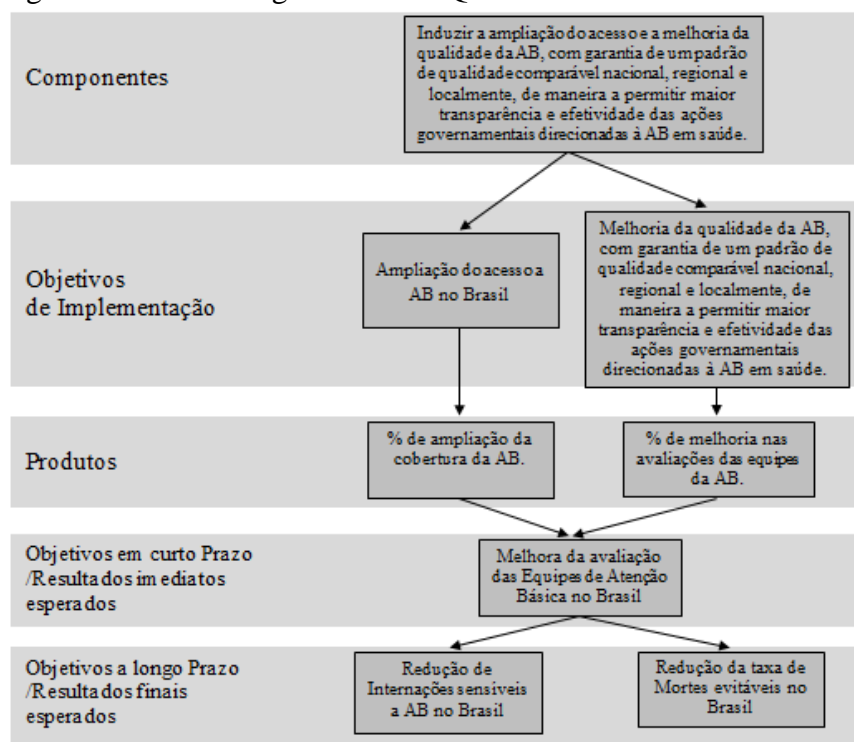 Componentes
Induzir a ampliação do acesso e a melhoria da
qualidade da AB, com garantia de um padrão
de qualidade comparável nacional, regional e
localmente, de maneira a permitir maior
transparência e efetividade das ações
governamentais direcionadas à AB em saúde.
Objetivos
de Implementação
Ampliação do acesso a
AB no Brasil
Melhoria da qualidade da AB,
com garantia de um padrão de
qualidade comparável nacional,
regional e localmente, de
maneira a permitir maior
transparência e efetividade das
ações governamentais
direcionadas à AB em saúde.
Produtos
% de ampliação da
cobertura da AB.
% de melhoria nas
avaliações das equipes
da AB.
Objetivos em curto Prazo
/Resultados imediatos
esperados
Melhora da avaliação
das Equipes de Atenção
Básica no Brasil
Objetivos a longo Prazo
/Resultados finais
esperados
Redução de
Internações sensíveis
a AB no Brasil
Redução da taxa de
Mortes evitáveis no
Brasil